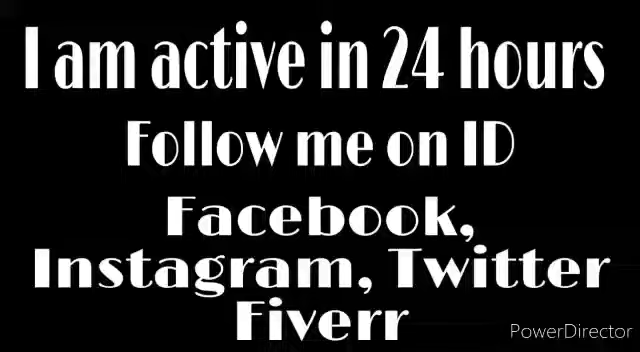 I am active in 24 hours
Follow me on ID
Facebook,
Instagram, Twitter
Fiverr
PowerDirector